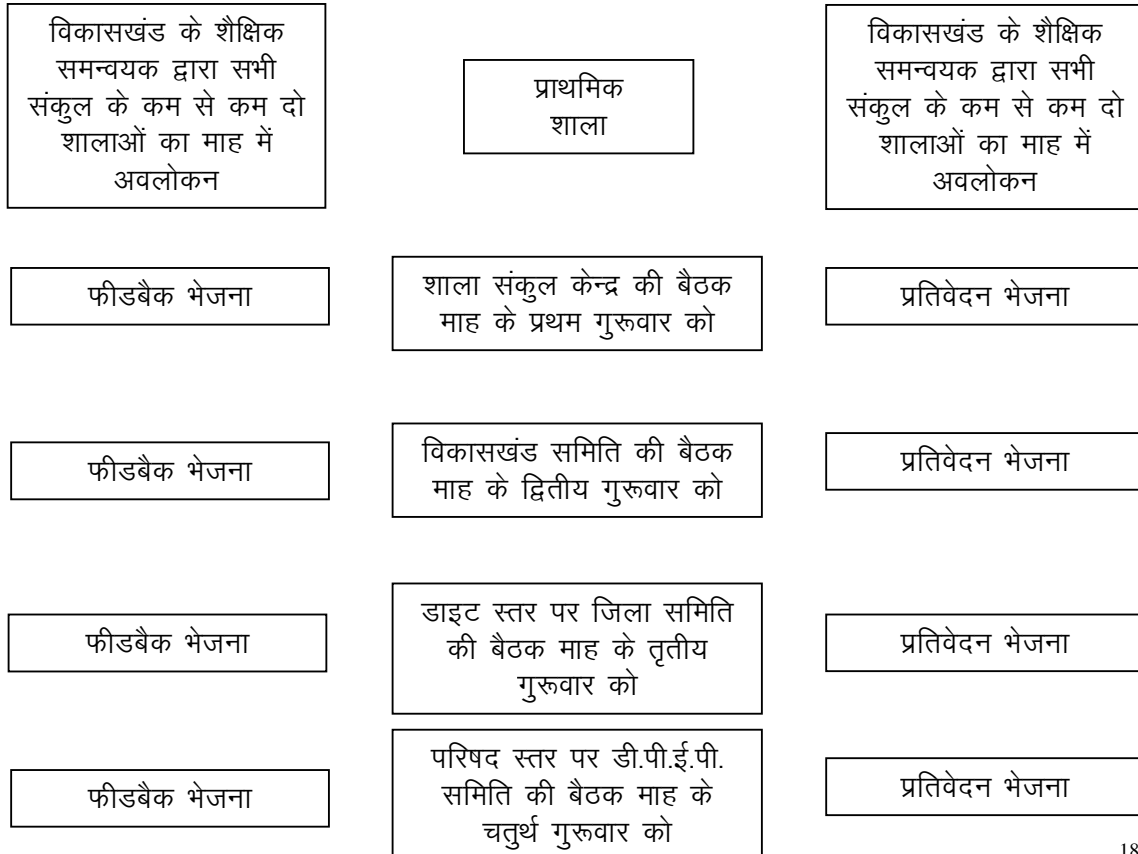 विकासखंड के शैक्षिक
समन्वयक द्वारा सभी
संकुल के कम से कम दो
शालाओं का माह में
अवलोकन
प्राथमिक
शाला
विकासखंड के शैक्षिक
समन्वयक द्वारा सभी
संकुल के कम से कम दो
शालाओं का माह में
अवलोकन
फीडबैक भेजना
शाला संकुल केन्द्र की बैठक
माह के प्रथम गुरूवार को
प्रतिवेदन भेजना
फीडबैक भेजना
विकासखंड समिति की बैठक
माह के द्वितीय गुरूवार को
प्रतिवेदन भेजना
फीडबैक भेजना
डाइट स्तर पर जिला समिति
की बैठक माह के तृतीय
गुरूवार को
प्रतिवेदन भेजना
फीडबैक भेजना
परिषद स्तर पर डी.पी.ई.पी.
समिति की बैठक माह के
चतुर्थ गुरूवार को
प्रतिवेदन भेजना
18